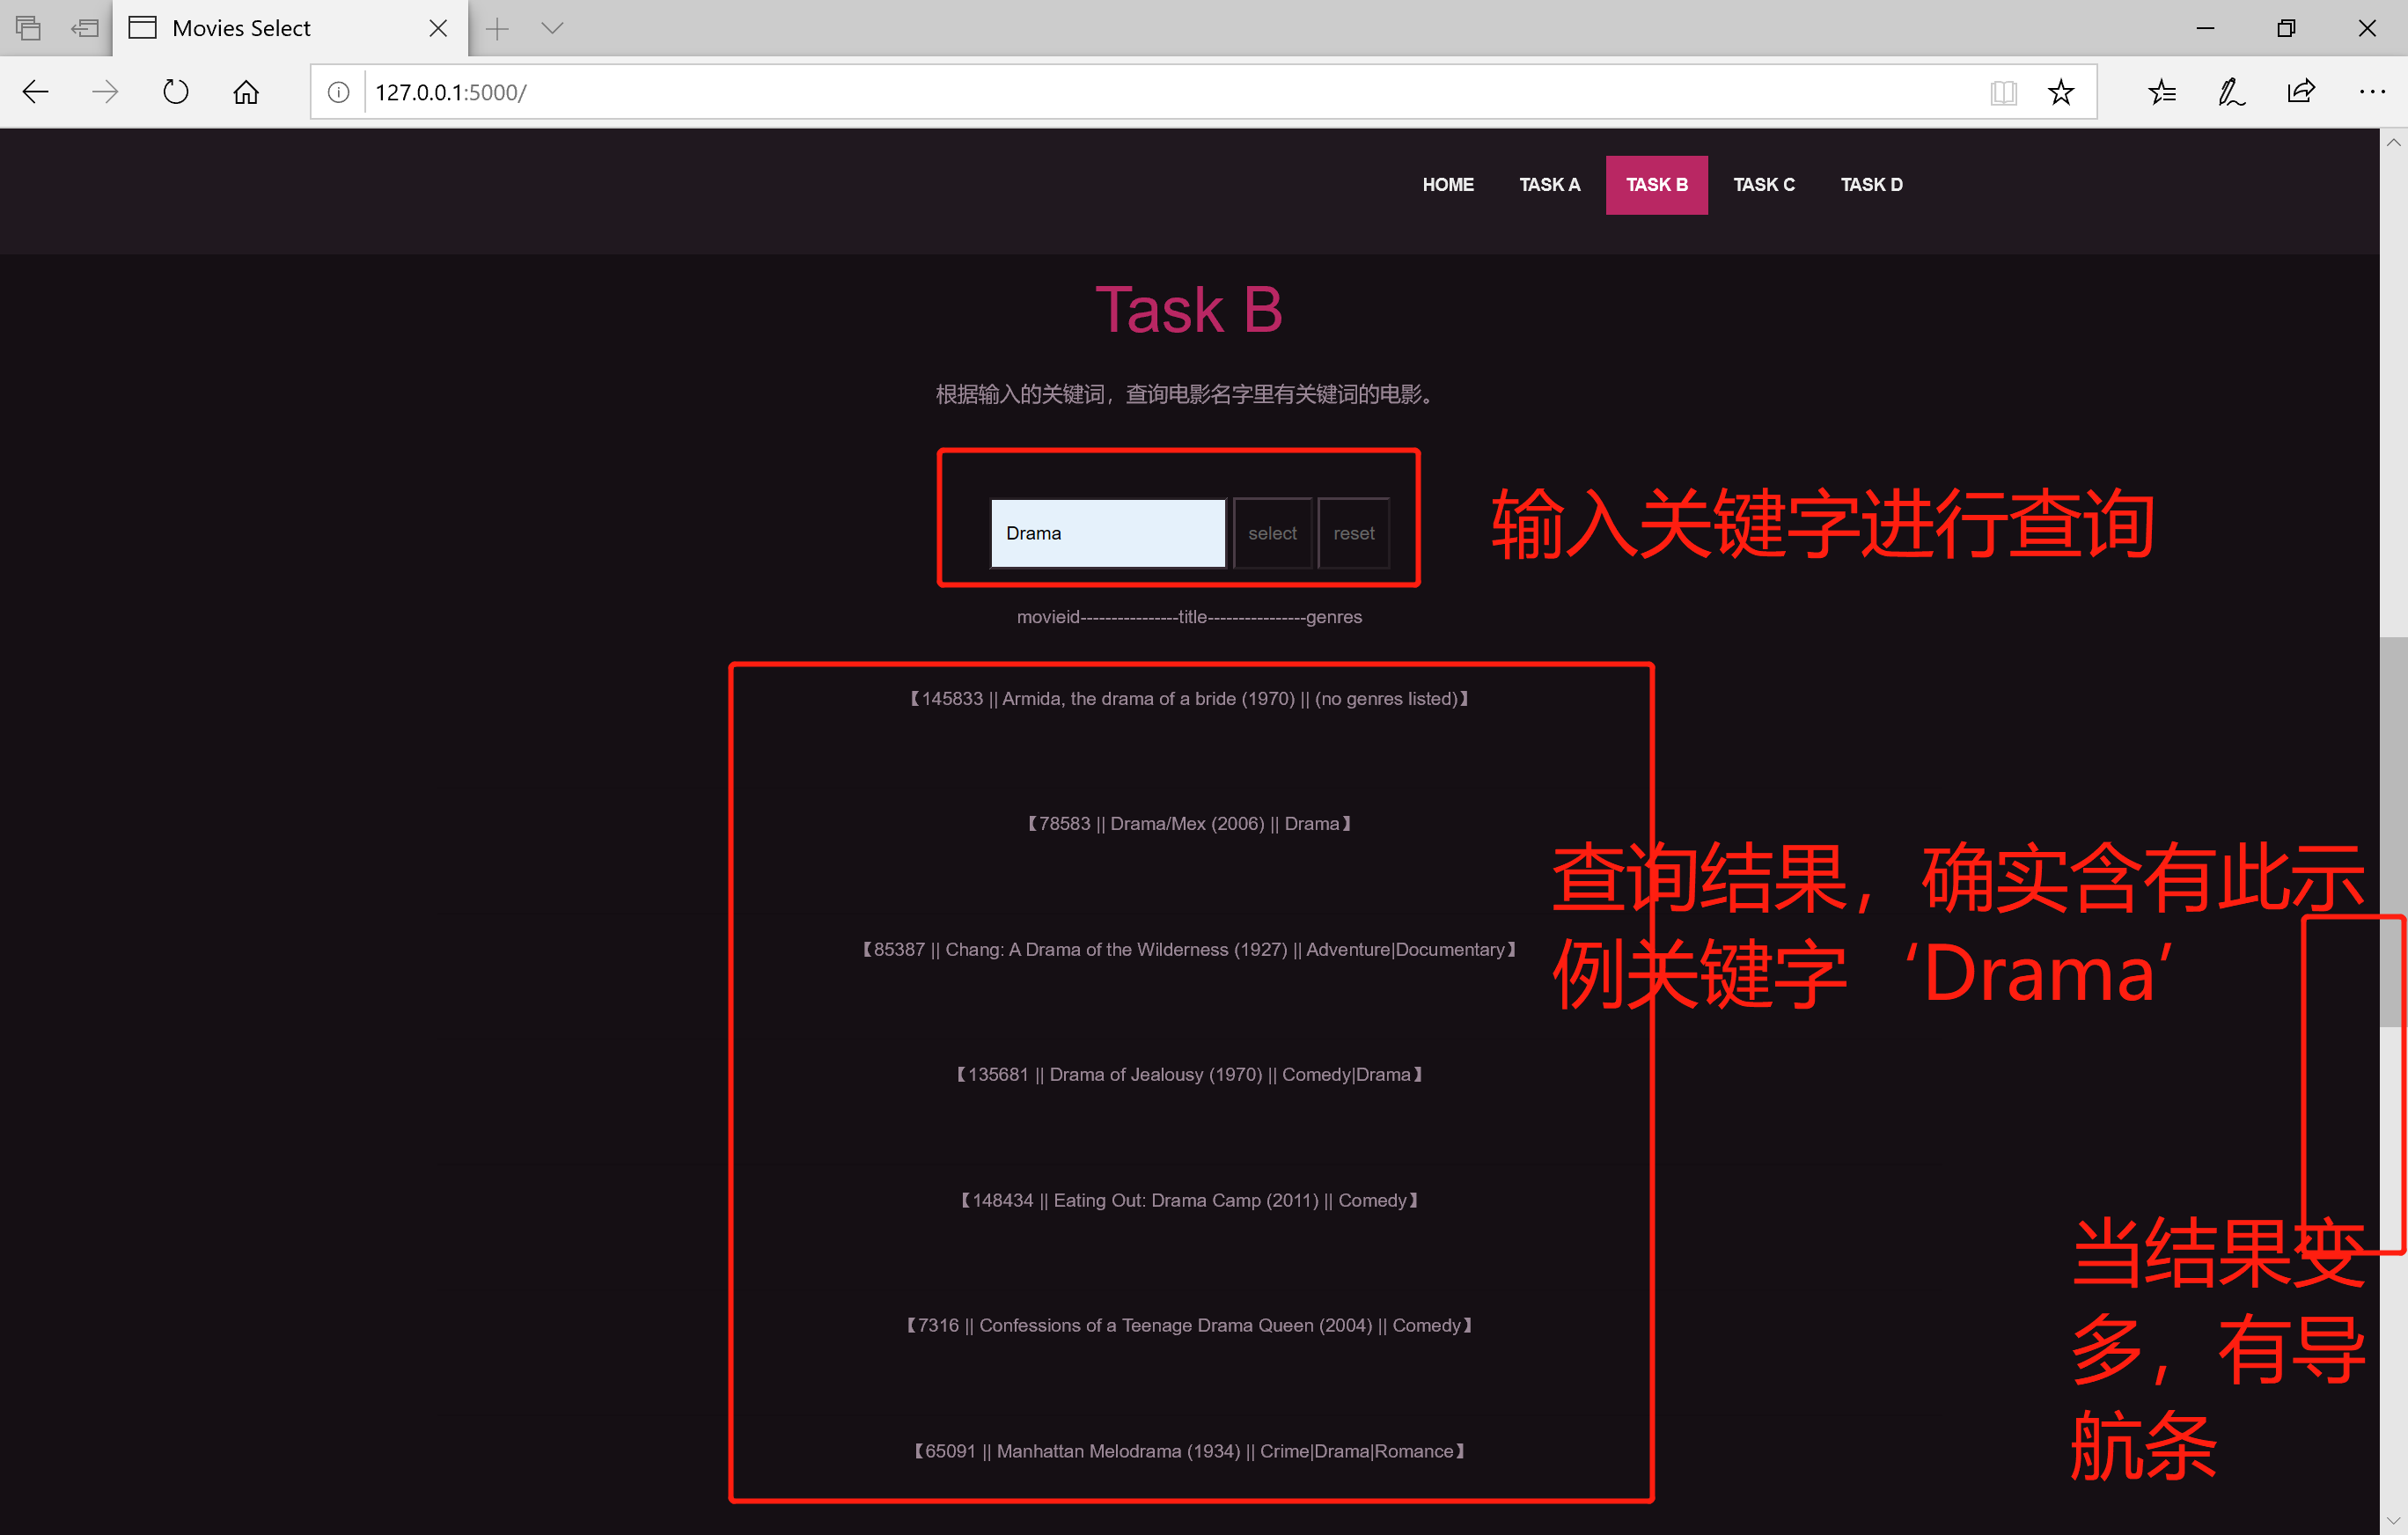 Movies Select
127.0.0.1:5000/
HOME TASK A TASK B TASK C TASK D
Task B
根据输入的关键词，查询电影名字里有关键词的电影。
Drama select reset
输入关键字进行查询
movieid----------------title----------------genres
【145833 || Armida, the drama of a bride (1970) || (no genres listed)】
【78583 || Drama/Mex (2006) || Drama】
查询结果，确实含有此示
例关键字 ‘Drama’
【85387 || Chang: A Drama of the Wilderness (1927) || Adventure|Documentary】
【135681 || Drama of Jealousy (1970) || Comedy|Drama】
【148434 || Eating Out: Drama Camp (2011) || Comedy】
【7316 || Confessions of a Teenage Drama Queen (2004) || Comedy】
【65091 || Manhattan Melodrama (1934) || Crime|Drama|Romance】
当结果变
多，有导
航条